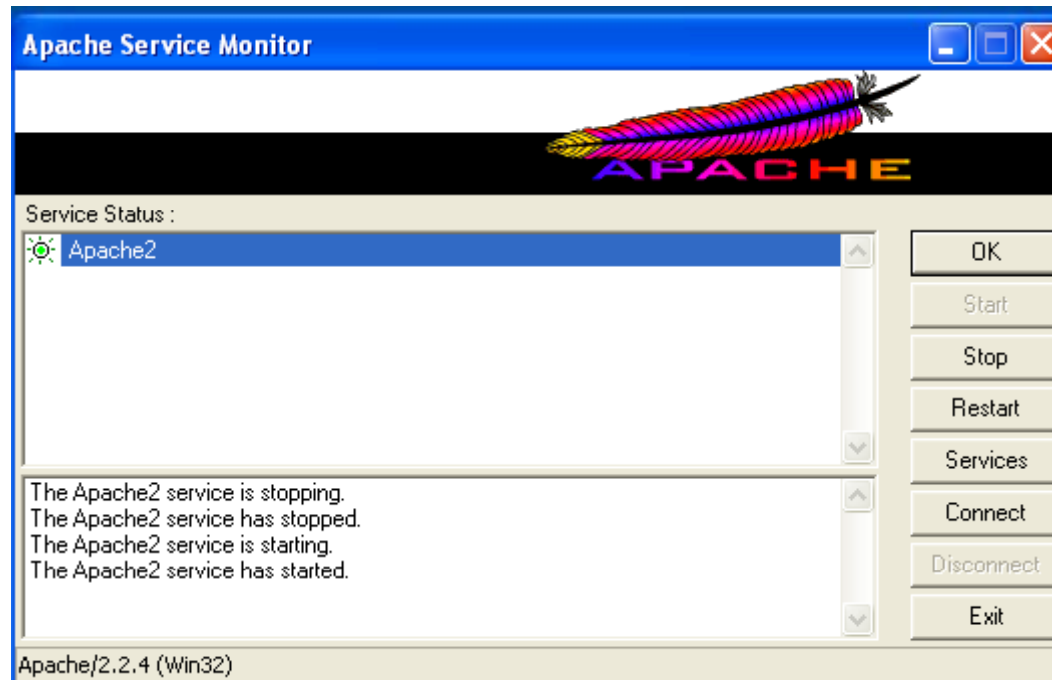 Apache Service Monitor
APACHE
Service Status :
Apache2
OK
Start
Stop
Restart
Services
Connect
Disconnect
Exit
The Apache2 service is stopping.
The Apache2 service has stopped.
The Apache2 service is starting.
The Apache2 service has started.
Apache/2.2.4 (Win32)